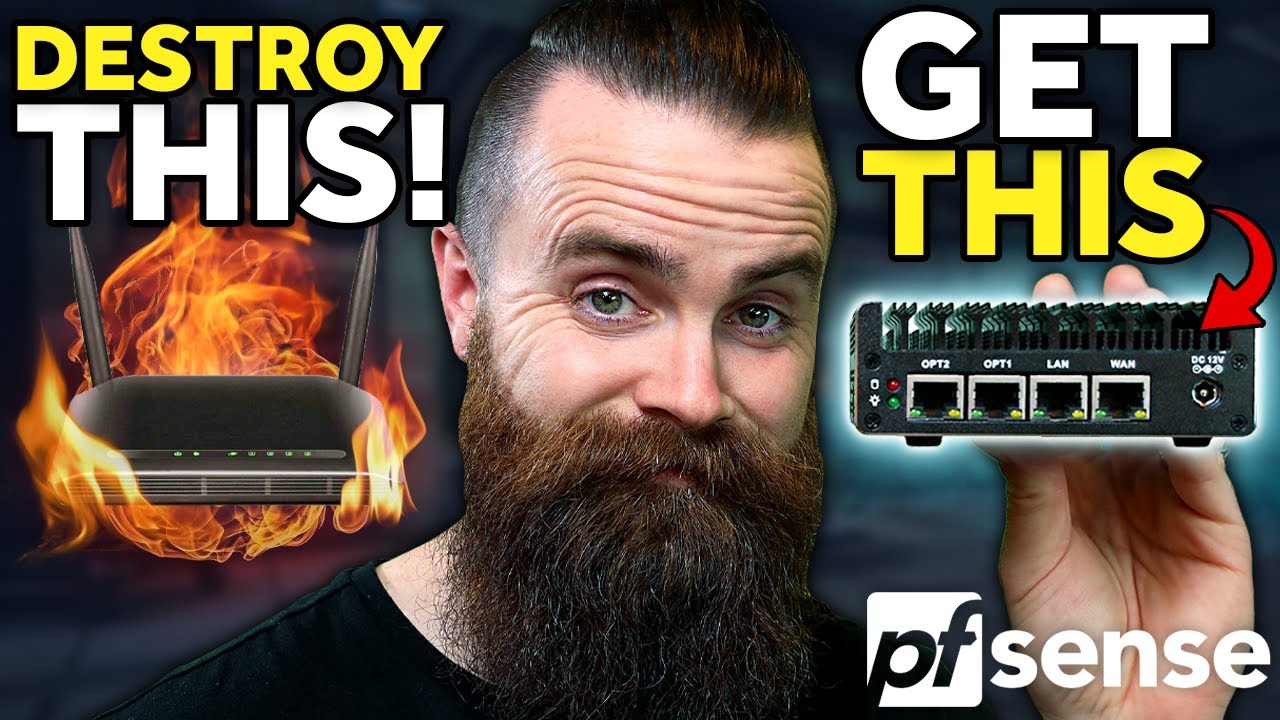 DESTROY
THIS!
GET
THIS
OPT2 OPT1 LAN WAN DC 12V
pfsense